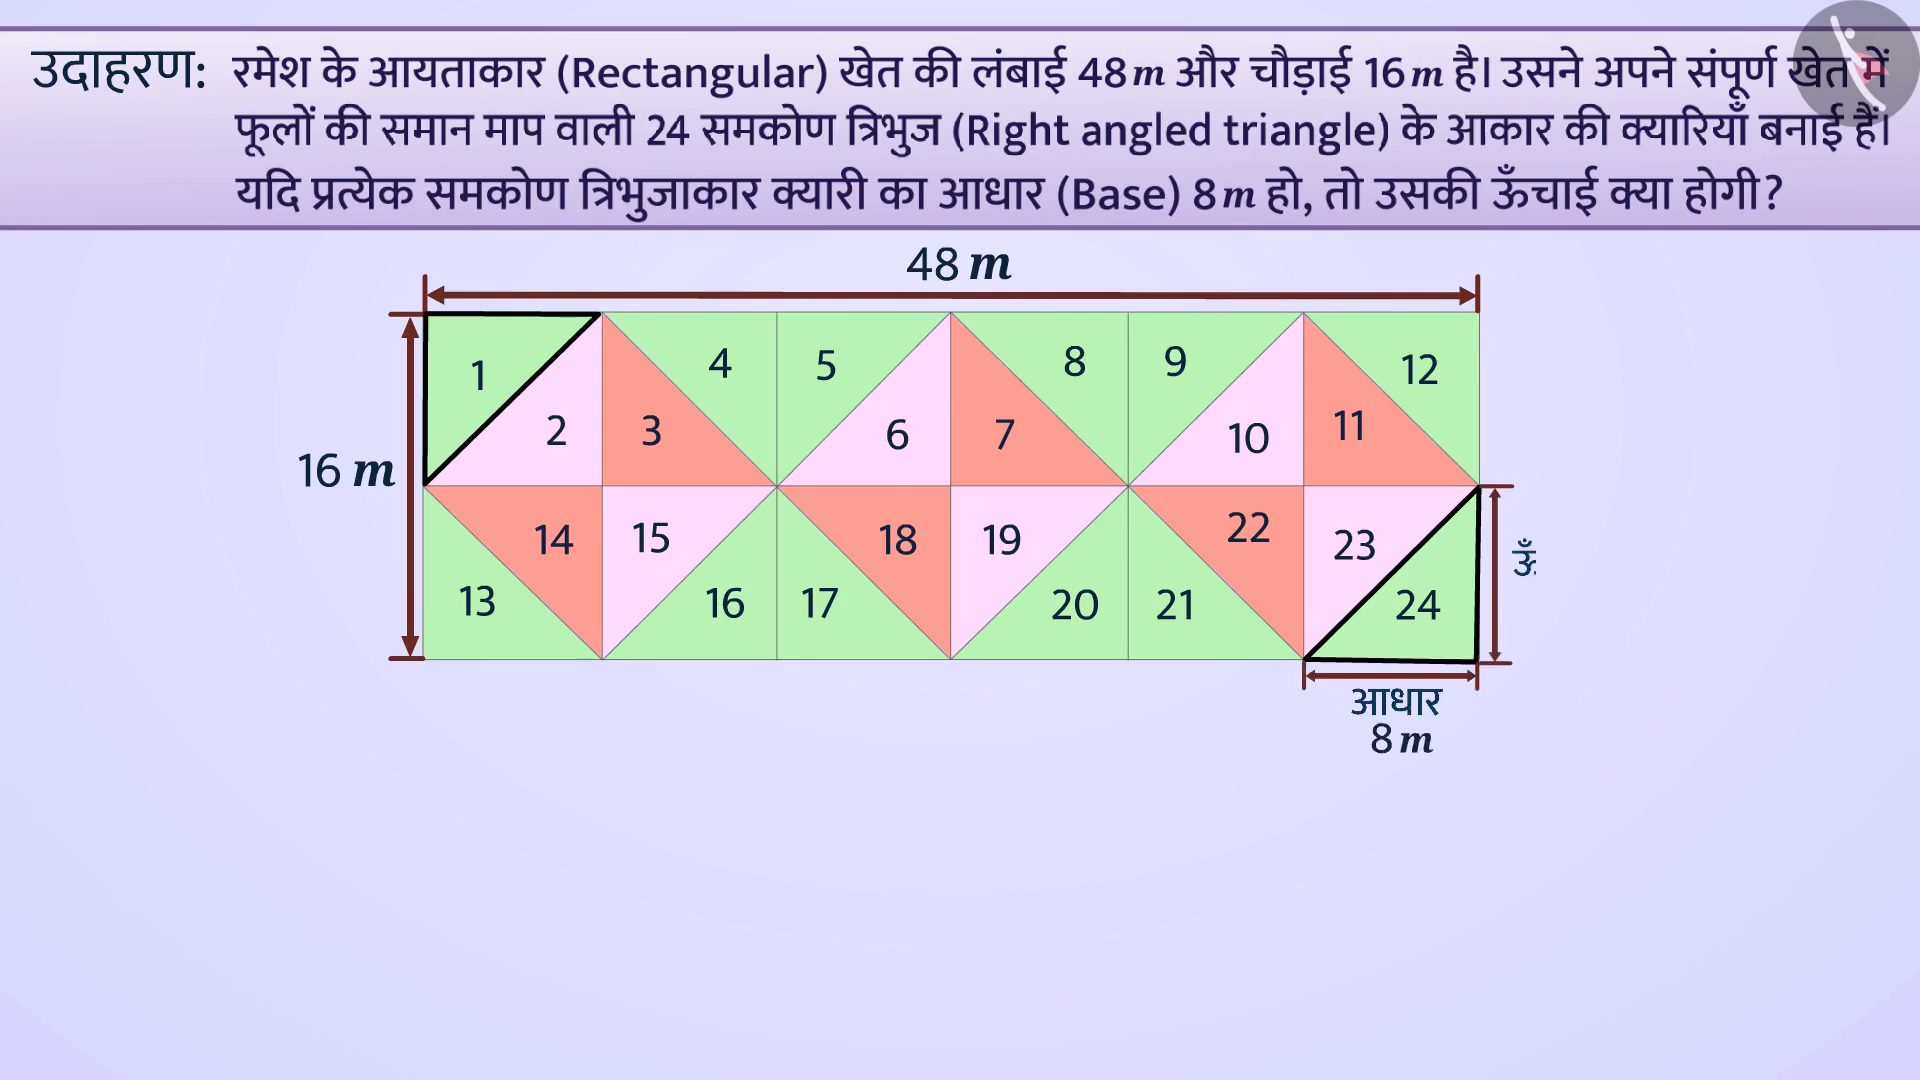 उदाहरण: रमेश के आयताकार (Rectangular) खेत की लंबाई 48 m और चौड़ाई 16 m है। उसने अपने संपूर्ण खेत में
फूलों की समान माप वाली 24 समकोण त्रिभुज (Right angled triangle) के आकार की क्यारियाँ बनाई हैं।
यदि प्रत्येक समकोण त्रिभुजाकार क्यारी का आधार (Base) 8 m हो, तो उसकी ऊँचाई क्या होगी?
48 m
1 2 3 4 5 6 7 8 9 10 11 12
16 m
13 14 15 16 17 18 19 20 21 22 23 24
ऊँ
आधार
8 m